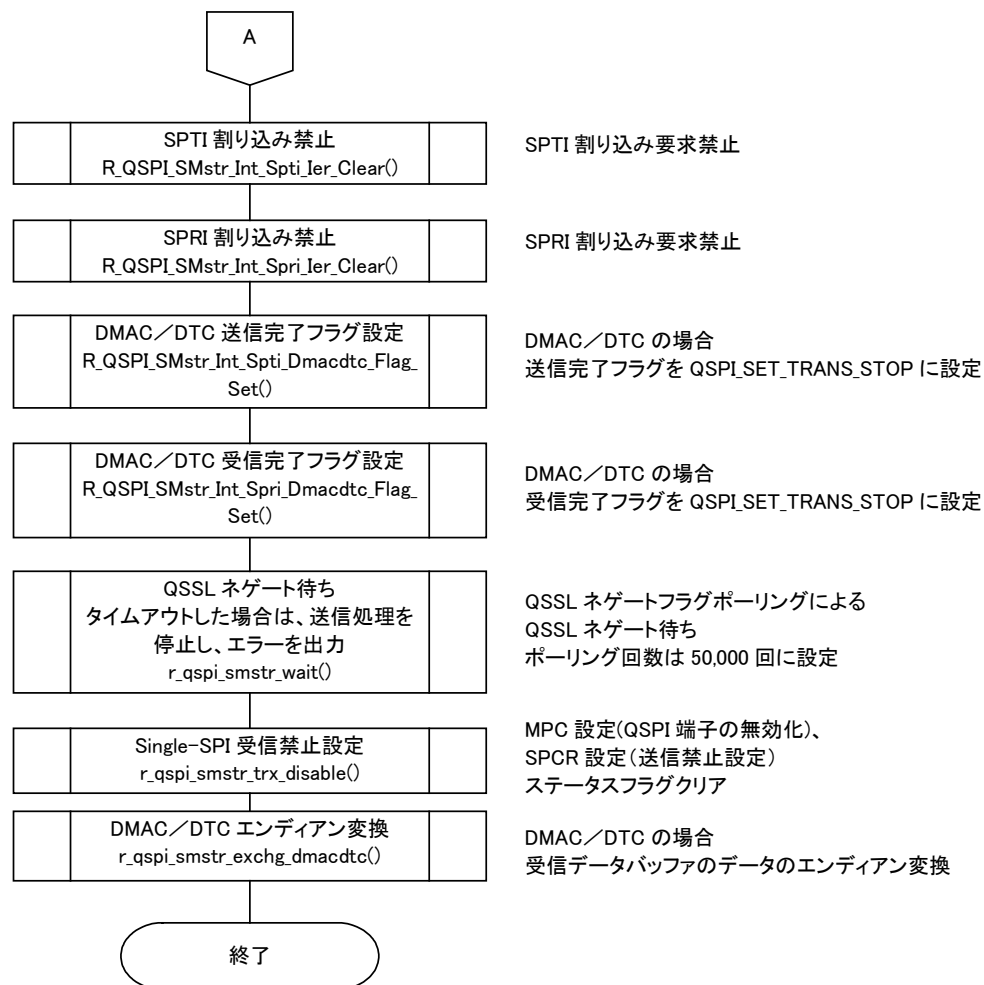 A
SPTI 割り込み禁止
R_QSPI_SMstr_Int_Spti_Ier_Clear()
SPTI 割り込み要求禁止
SPRI 割り込み禁止
R_QSPI_SMstr_Int_Spri_Ier_Clear()
SPRI 割り込み要求禁止
DMAC／DTC 送信完了フラグ設定
R_QSPI_SMstr_Int_Spti_Dmacdtc_Flag_
Set()
DMAC／DTC の場合
送信完了フラグを QSPI_SET_TRANS_STOP に設定
DMAC／DTC 受信完了フラグ設定
R_QSPI_SMstr_Int_Spri_Dmacdtc_Flag_
Set()
DMAC／DTC の場合
受信完了フラグを QSPI_SET_TRANS_STOP に設定
QSSL ネゲート待ち
タイムアウトした場合は、送信処理を
停止し、エラーを出力
r_qspi_smstr_wait()
QSSL ネゲートフラグポーリングによる
QSSL ネゲート待ち
ポーリング回数は 50,000 回に設定
Single-SPI 受信禁止設定
r_qspi_smstr_trx_disable()
MPC 設定(QSPI 端子の無効化)、
SPCR 設定（送信禁止設定）
ステータスフラグクリア
DMAC／DTC エンディアン変換
r_qspi_smstr_exchg_dmacdtc()
DMAC／DTC の場合
受信データバッファのデータのエンディアン変換
終了